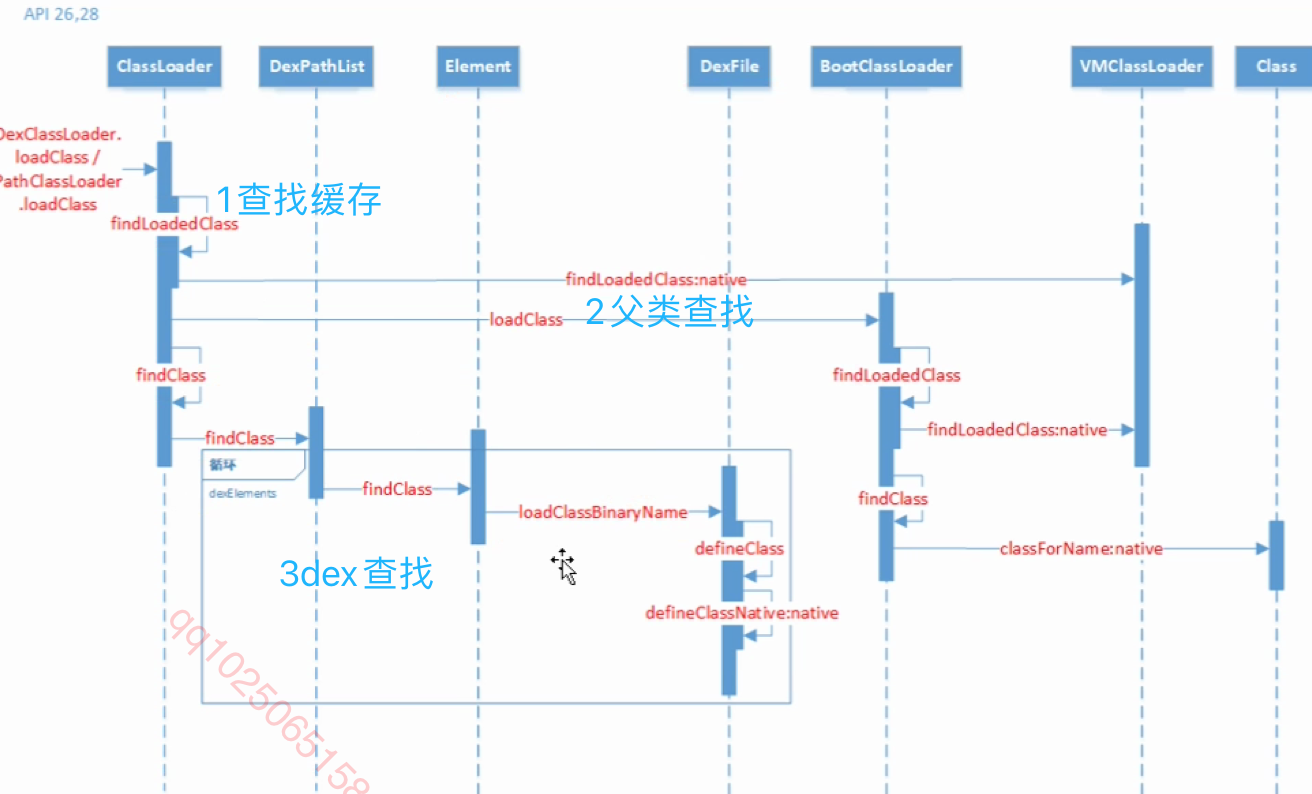 API 26,28
ClassLoader
DexPathList
Element
DexFile
BootClassLoader
VMClassLoader
Class
DexClassLoader.
loadClass /
PathClassLoader
.loadClass
1查找缓存
findLoadedClass
findLoadedClass:native
2父类查找
loadClass
findClass
findLoadedClass
findLoadedClass:native
findClass
循环
dexElements
findClass
loadClassBinaryName
findClass
defineClass
classForName:native
3dex查找
defineClassNative:native
qq1025065158